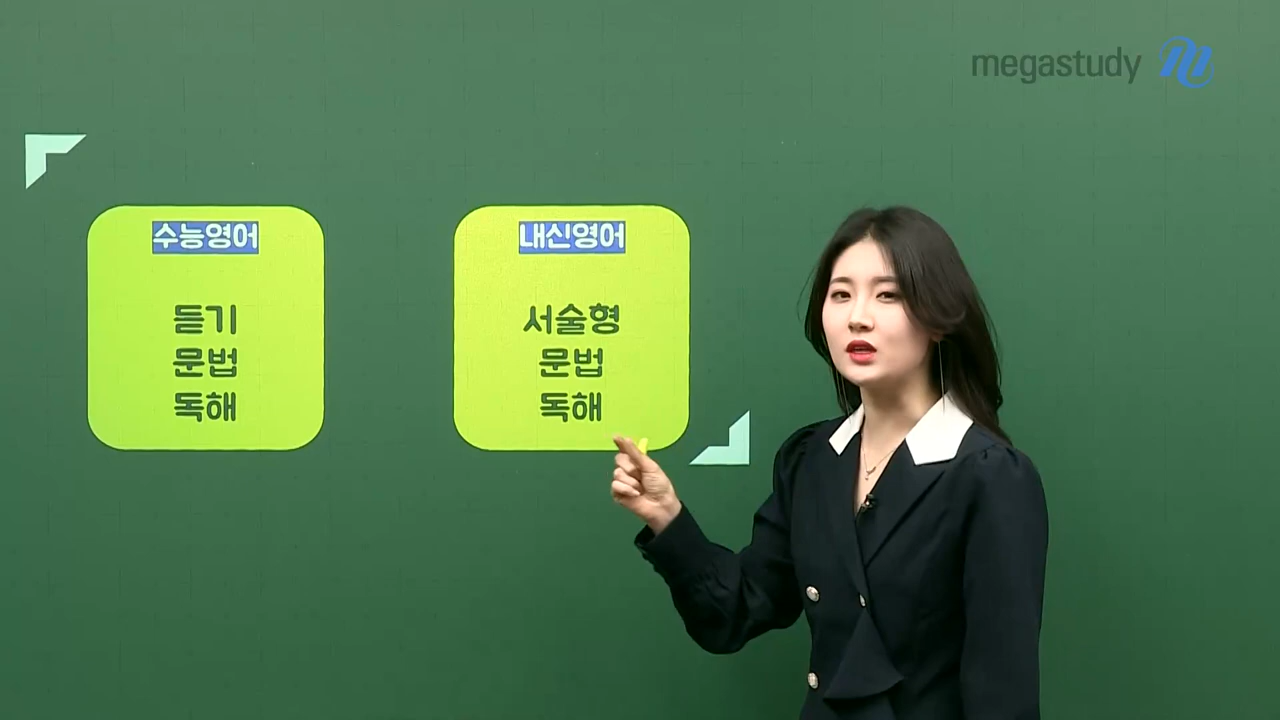 megastudy
수능영어
듣기
문법
독해
내신영어
서술형
문법
독해